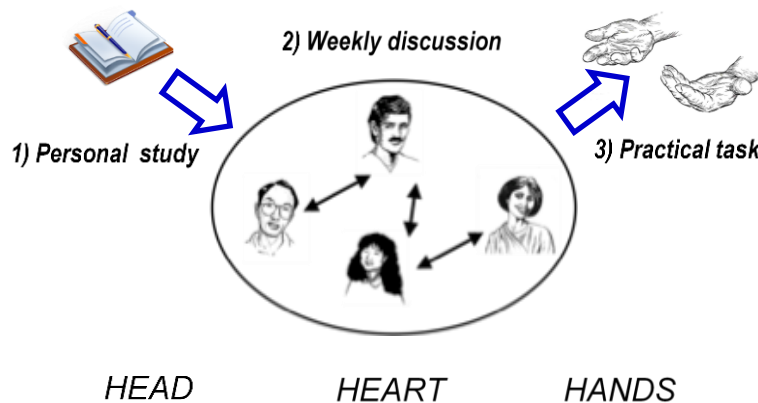 2) Weekly discussion
1) Personal study
3) Practical task
HEAD
HEART
HANDS